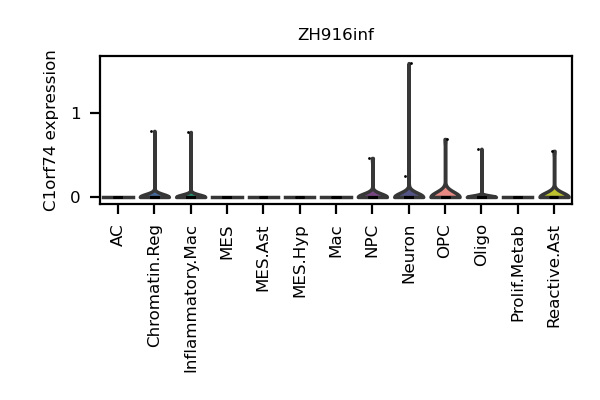 ZH916inf
C1orf74 expression
1
0
AC
Chromatin.Reg
Inflammatory.Mac
MES
MES.Ast
MES.Hyp
Mac
NPC
Neuron
OPC
Oligo
Prolif.Metab
Reactive.Ast